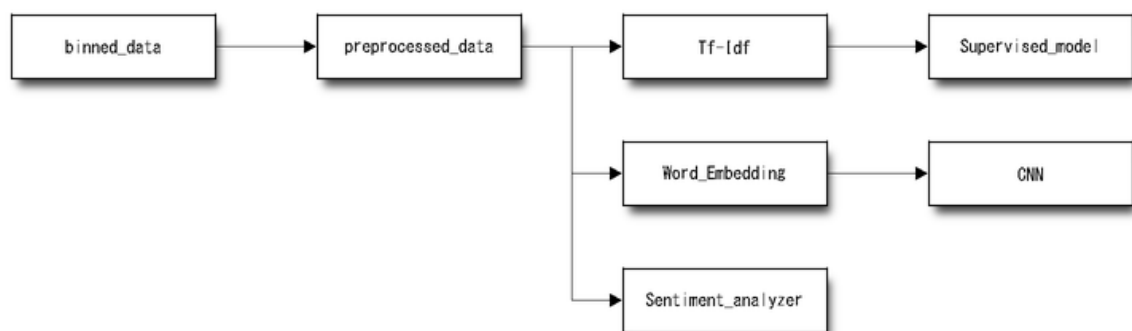 binned_data
preprocessed_data
Tf-Idf
Supervised_model
Word_Embedding
CNN
Sentiment_analyzer